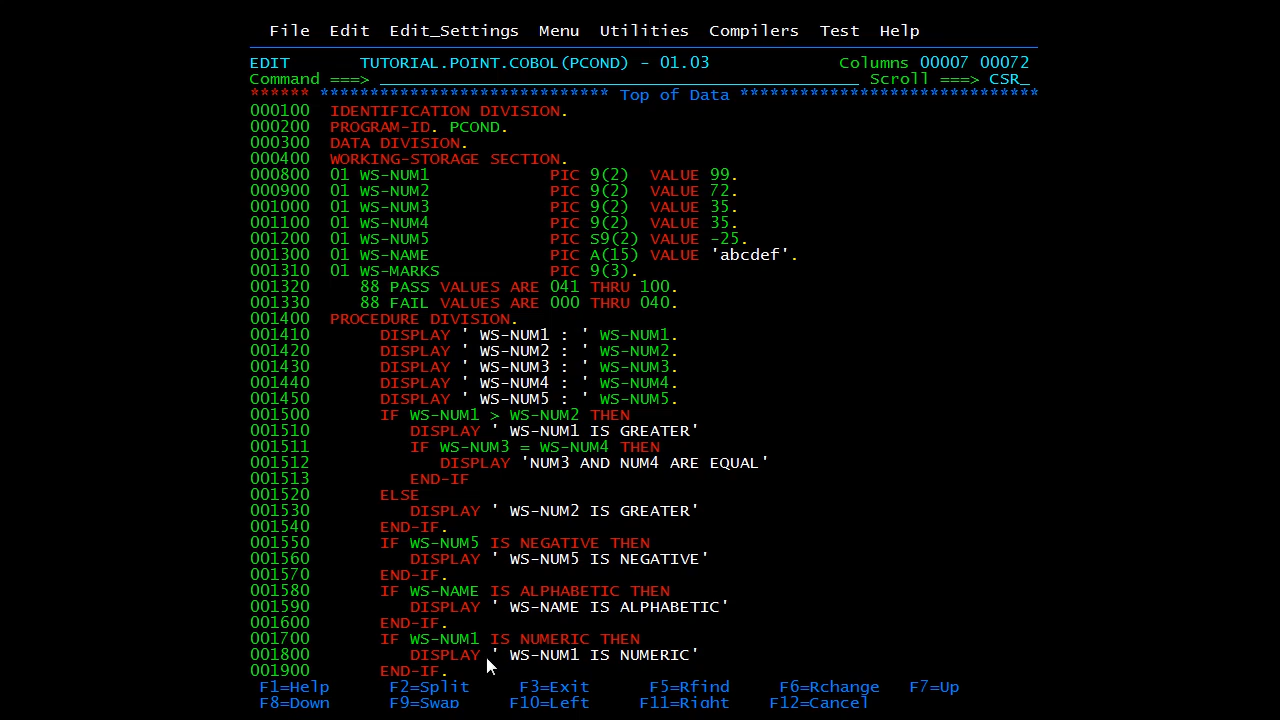 File Edit Edit_Settings Menu Utilities Compilers Test Help
EDIT TUTORIAL.POINT.COBOL(PCOND) - 01.03 Columns 00007 00072
Command ===> Scroll ===> CSR_
****** ***************************** Top of Data ******************************
000100 IDENTIFICATION DIVISION.
000200 PROGRAM-ID. PCOND.
000300 DATA DIVISION.
000400 WORKING-STORAGE SECTION.
000800 01 WS-NUM1 PIC 9(2) VALUE 99.
000900 01 WS-NUM2 PIC 9(2) VALUE 72.
001000 01 WS-NUM3 PIC 9(2) VALUE 35.
001100 01 WS-NUM4 PIC 9(2) VALUE 35.
001200 01 WS-NUM5 PIC S9(2) VALUE -25.
001300 01 WS-NAME PIC A(15) VALUE 'abcdef'.
001310 01 WS-MARKS PIC 9(3).
001320 88 PASS VALUES ARE 041 THRU 100.
001330 88 FAIL VALUES ARE 000 THRU 040.
001400 PROCEDURE DIVISION.
001410 DISPLAY ' WS-NUM1 : ' WS-NUM1.
001420 DISPLAY ' WS-NUM2 : ' WS-NUM2.
001430 DISPLAY ' WS-NUM3 : ' WS-NUM3.
001440 DISPLAY ' WS-NUM4 : ' WS-NUM4.
001450 DISPLAY ' WS-NUM5 : ' WS-NUM5.
001500 IF WS-NUM1 > WS-NUM2 THEN
001510 DISPLAY ' WS-NUM1 IS GREATER'
001511 IF WS-NUM3 = WS-NUM4 THEN
001512 DISPLAY 'NUM3 AND NUM4 ARE EQUAL'
001513 END-IF
001520 ELSE
001530 DISPLAY ' WS-NUM2 IS GREATER'
001540 END-IF.
001550 IF WS-NUM5 IS NEGATIVE THEN
001560 DISPLAY ' WS-NUM5 IS NEGATIVE'
001570 END-IF.
001580 IF WS-NAME IS ALPHABETIC THEN
001590 DISPLAY ' WS-NAME IS ALPHABETIC'
001600 END-IF.
001700 IF WS-NUM1 IS NUMERIC THEN
001800 DISPLAY ' WS-NUM1 IS NUMERIC'
001900 END-IF.
F1=Help F2=Split F3=Exit F5=Rfind F6=Rchange F7=Up
F8=Down F9=Swap F10=Left F11=Right F12=Cancel